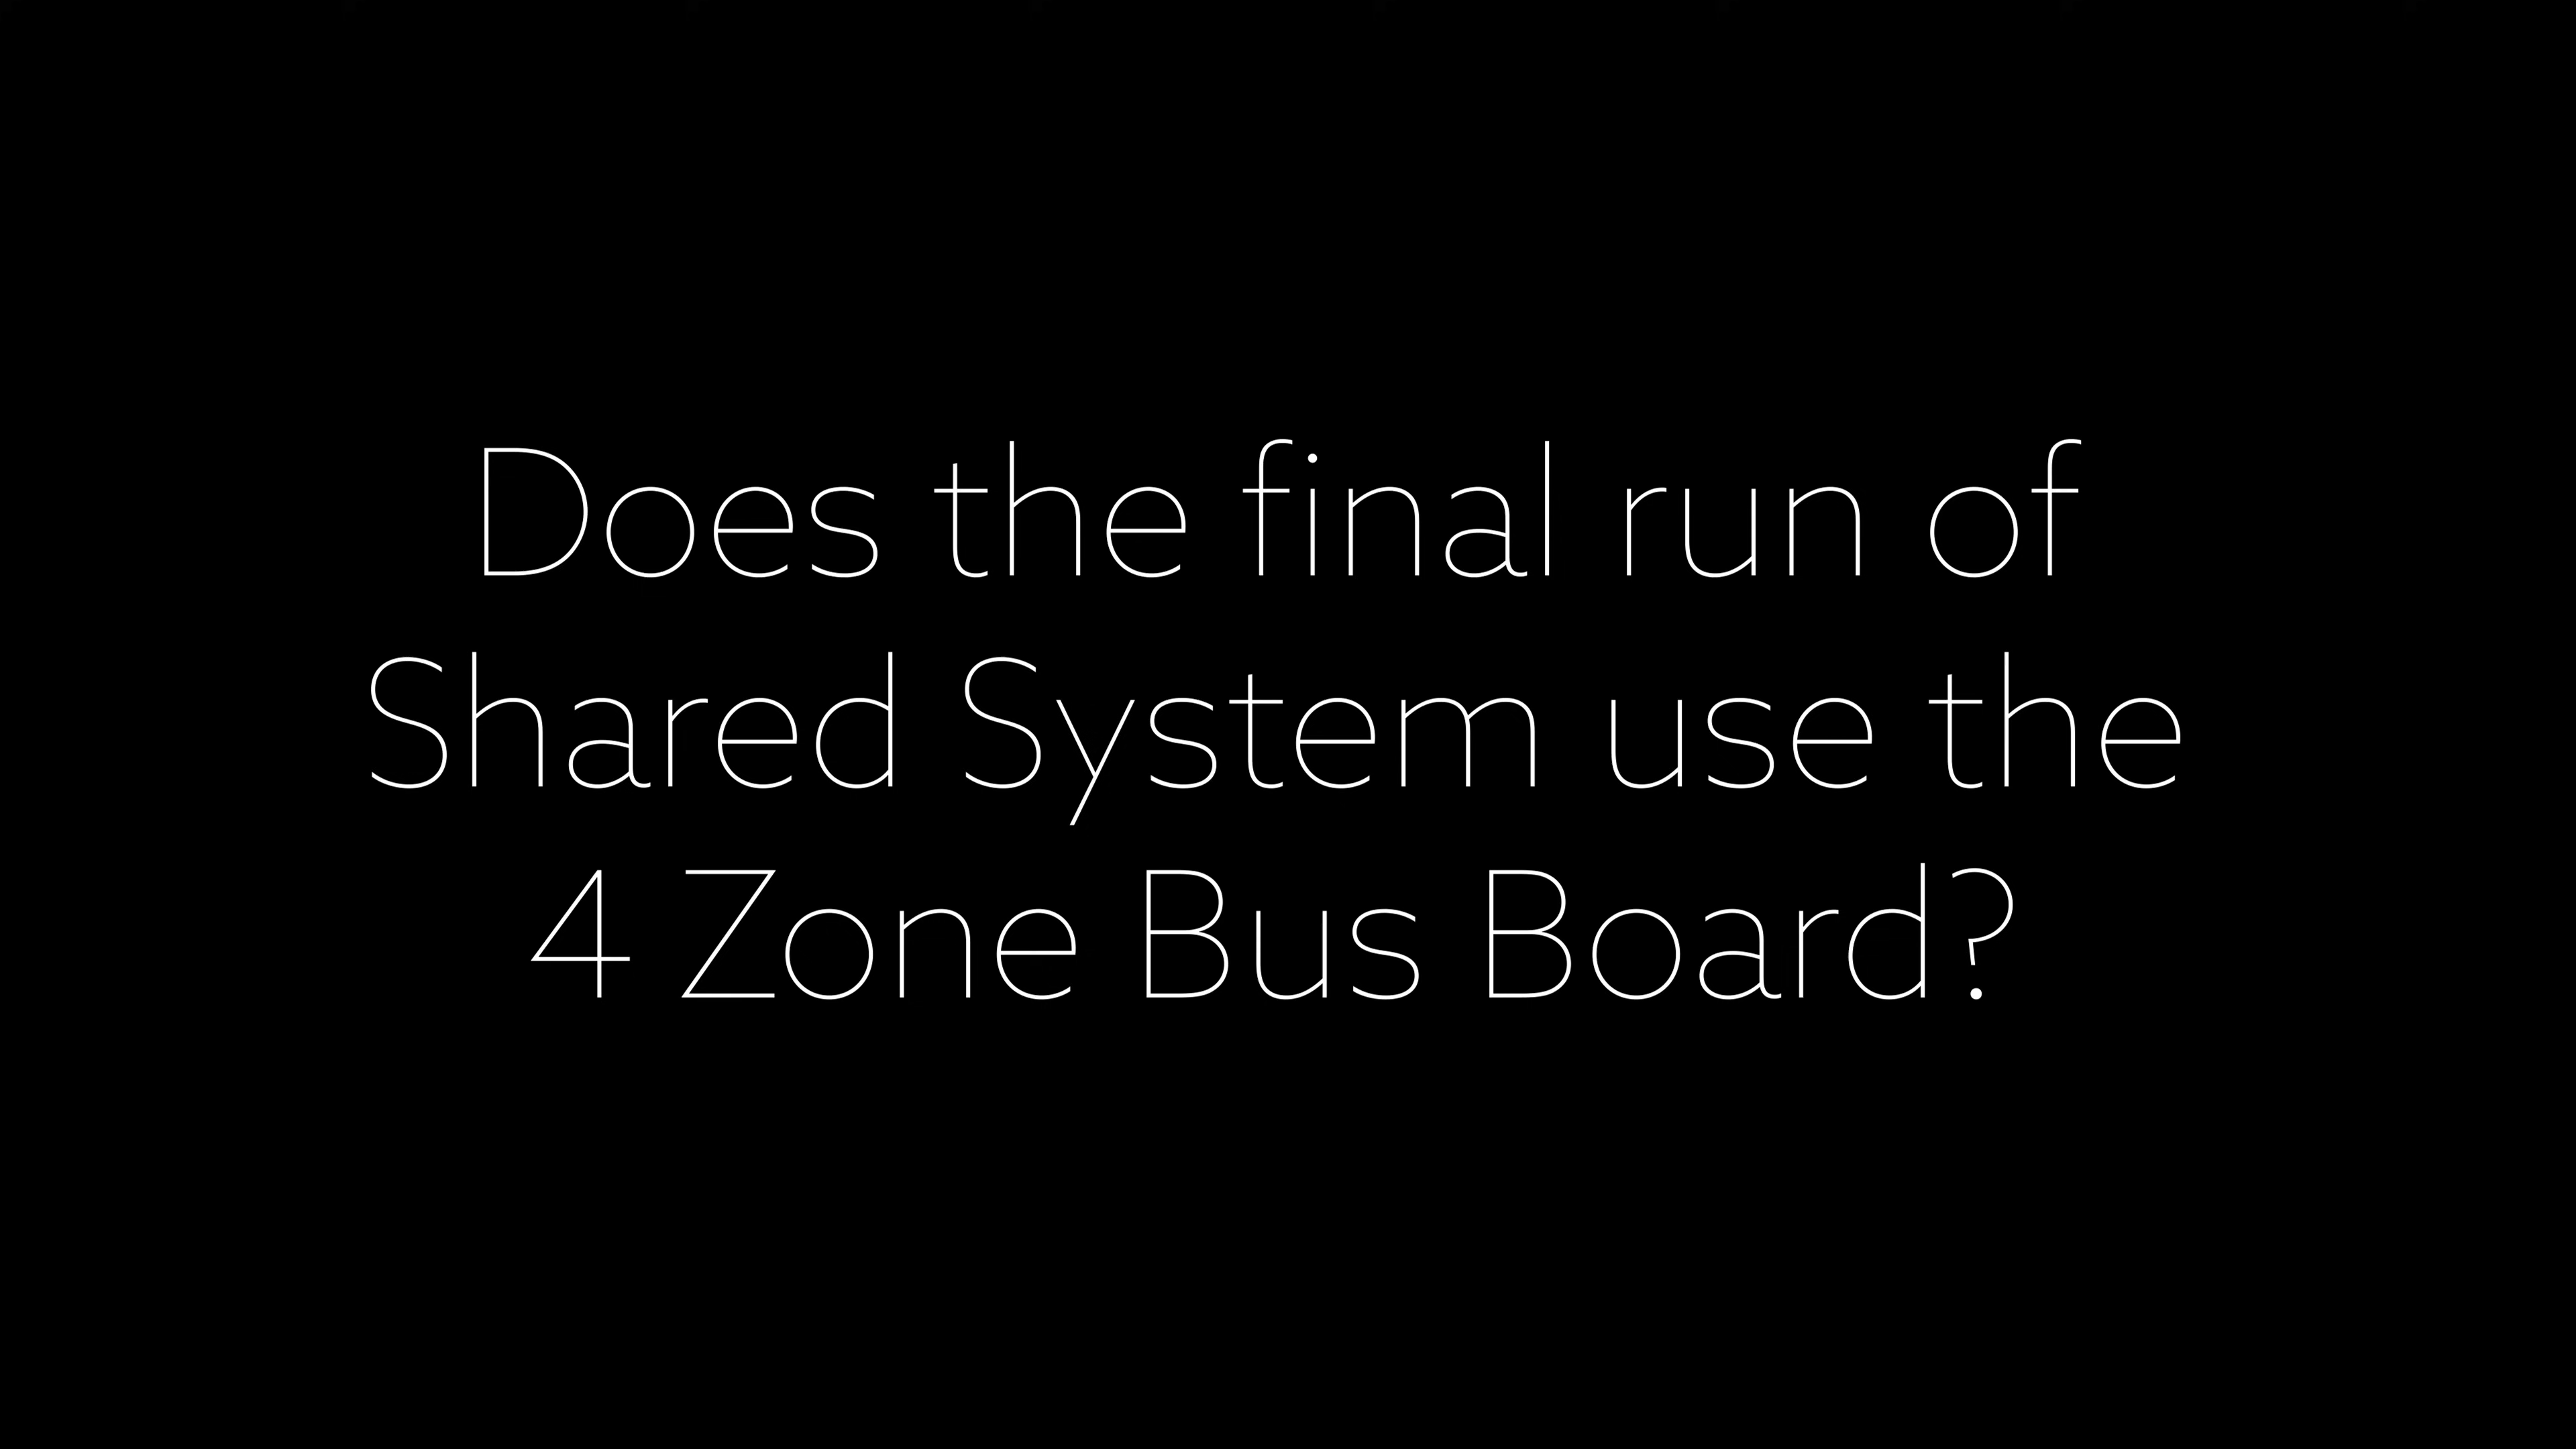 Does the final run of
Shared System use the
4 Zone Bus Board?